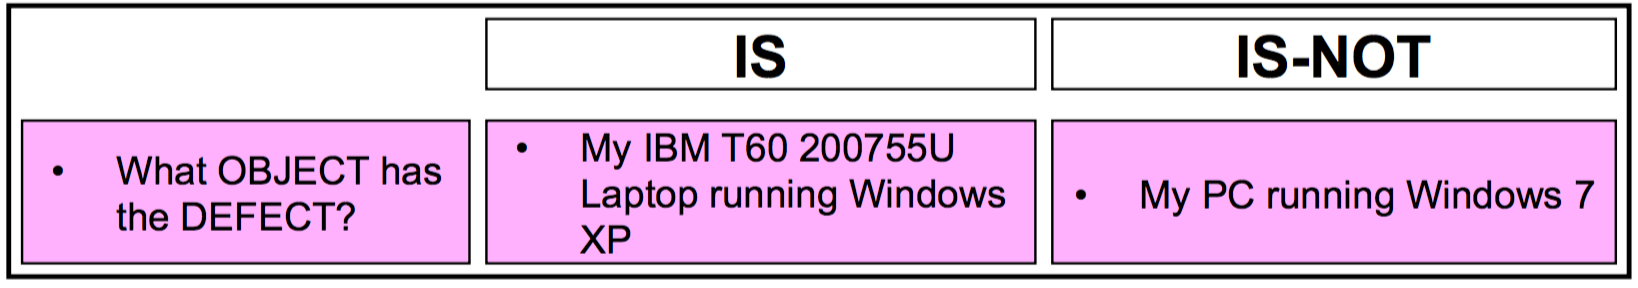 IS
IS-NOT
• What OBJECT has
the DEFECT?
• My IBM T60 200755U
Laptop running Windows
XP
• My PC running Windows 7